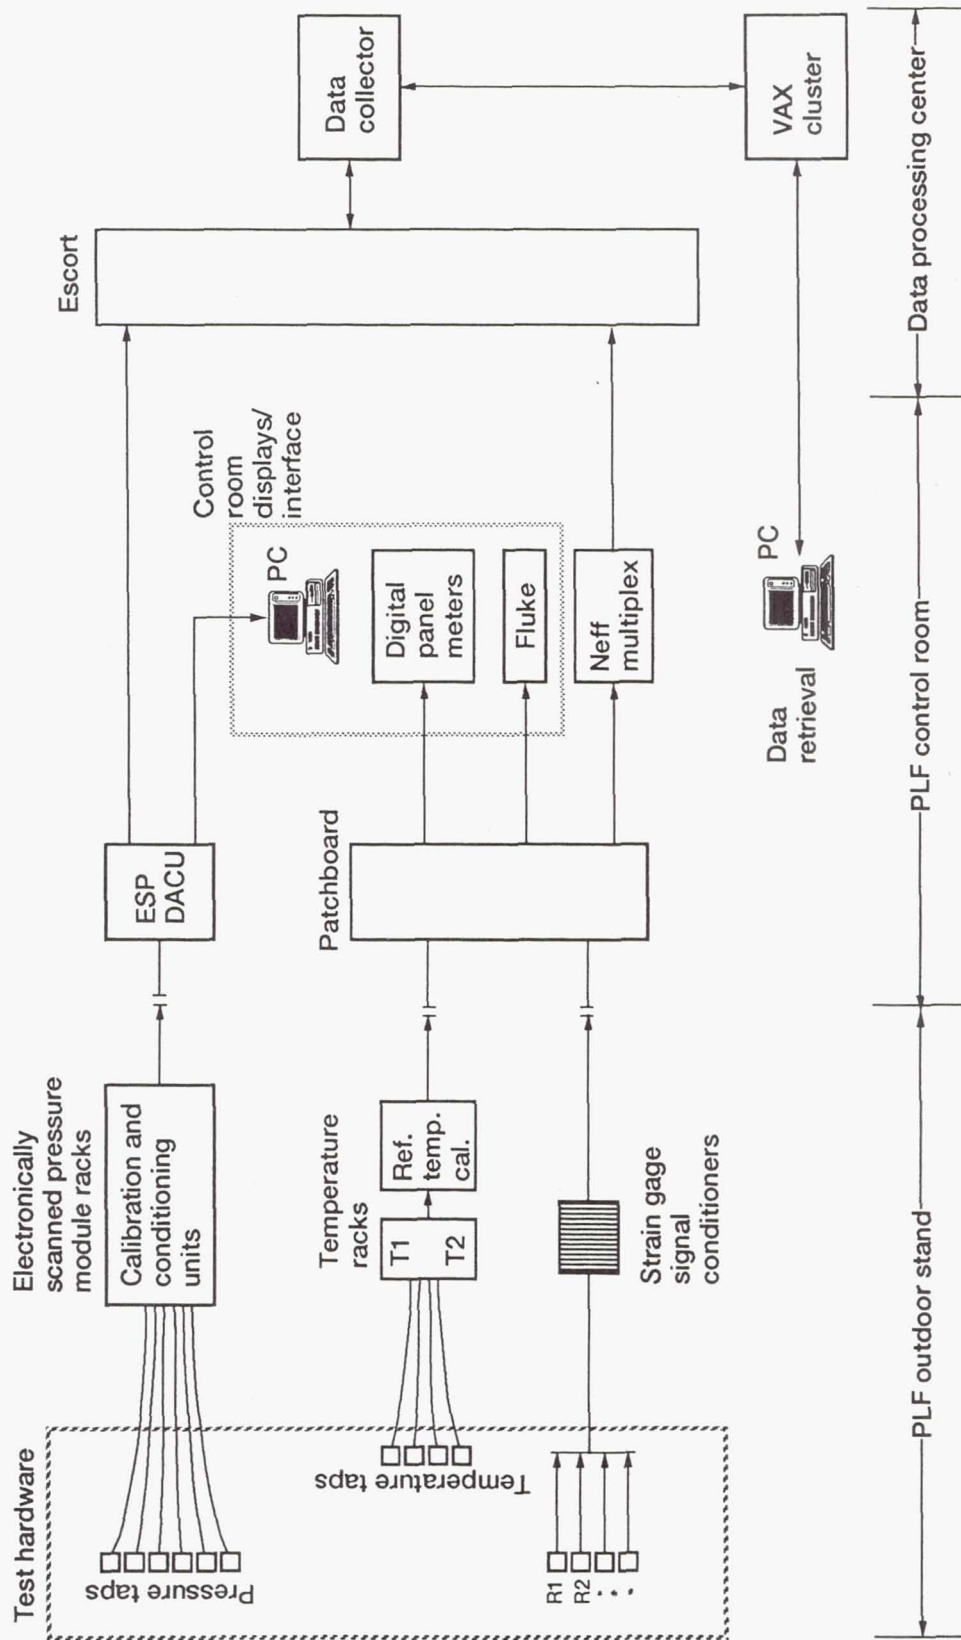 Test hardware
Pressure taps
Temperature taps
R1
R2
Electronically
scanned pressure
module racks
Calibration and
conditioning
units
Temperature
racks
T1
T2
Ref.
temp.
cal.
Strain gage
signal
conditioners
ESP
DACU
Patchboard
Control
room
displays/
interface
PC
Digital
panel
meters
Fluke
Neff
multiplex
Data
retrieval
PC
Escort
Data
collector
VAX
cluster
PLF outdoor stand
PLF control room
Data processing center